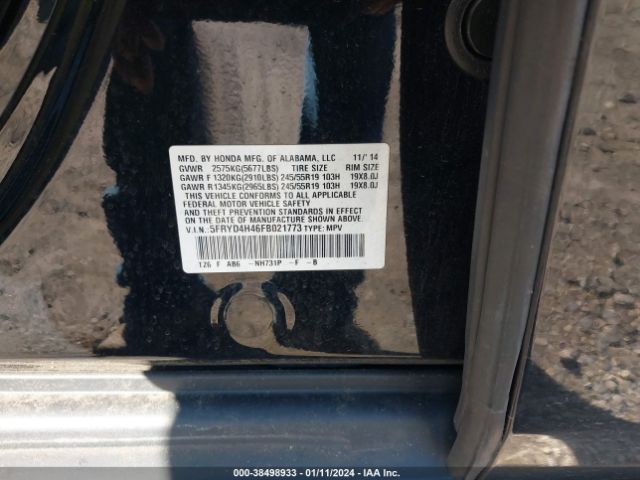 MFD. BY HONDA MFG. OF ALABAMA, LLC 11/'14
GVWR 2575KG(5677LBS) TIRE SIZE RIM SIZE
GAWR F 1320KG(2910LBS) 245/55R19 103H 19X8.0J
GAWR R1345KG(2965LBS) 245/55R19 103H 19X8.0J
THIS VEHICLE CONFORMS TO ALL APPLICABLE
FEDERAL MOTOR VEHICLE SAFETY
AND THEFT PREVENTION STANDARDS IN EFFECT
ON THE DATE OF MANUFACTURE SHOWN ABOVE.
V.I.N.: 5FRYD4H46FB021773 TYPE: MPV
TZ6 F AB6 -NH731P -F -B
000-38498933 - 01/11/2024 - IAA Inc.